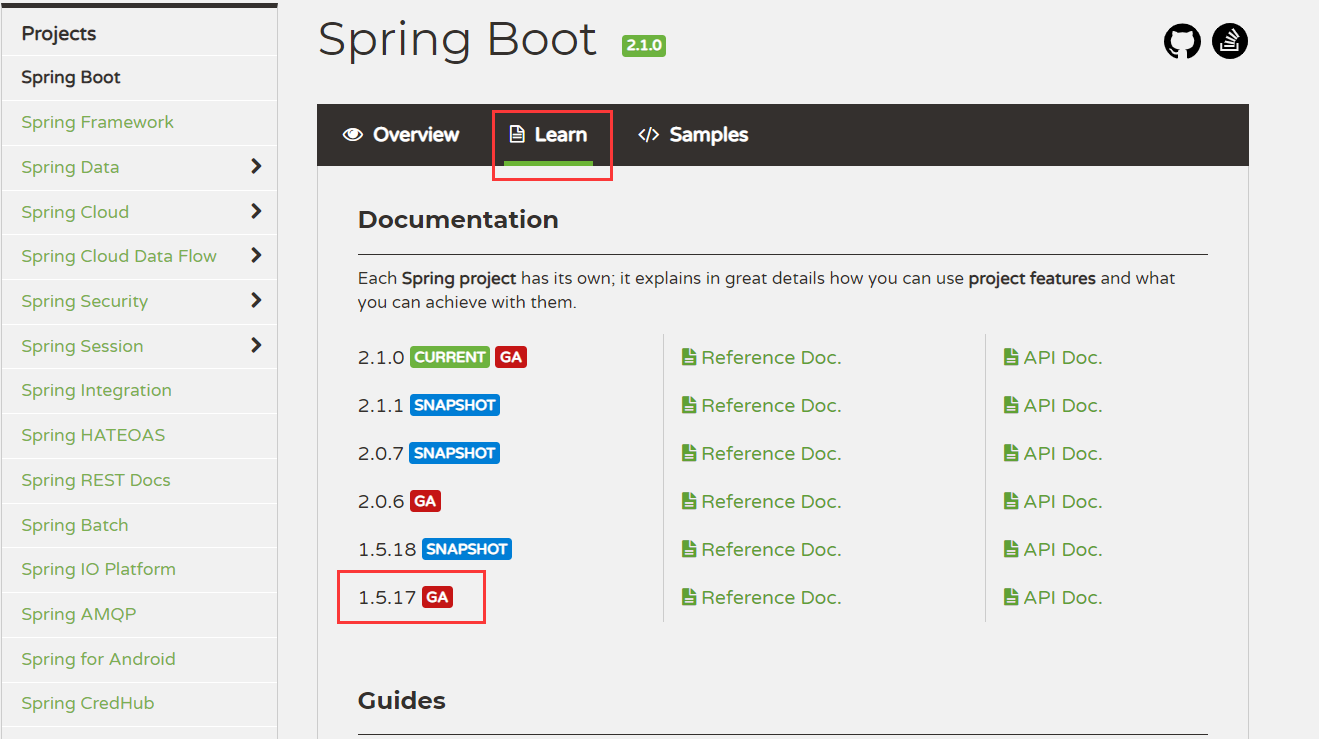 Projects
Spring Boot
Spring Framework
Spring Data
Spring Cloud
Spring Cloud Data Flow
Spring Security
Spring Session
Spring Integration
Spring HATEOAS
Spring REST Docs
Spring Batch
Spring IO Platform
Spring AMQP
Spring for Android
Spring CredHub
Spring Boot 2.1.0
Overview Learn Samples
Documentation
Each Spring project has its own; it explains in great details how you can use project features and what
you can achieve with them.
2.1.0 CURRENT GA Reference Doc. API Doc.
2.1.1 SNAPSHOT Reference Doc. API Doc.
2.0.7 SNAPSHOT Reference Doc. API Doc.
2.0.6 GA Reference Doc. API Doc.
1.5.18 SNAPSHOT Reference Doc. API Doc.
1.5.17 GA Reference Doc. API Doc.
Guides